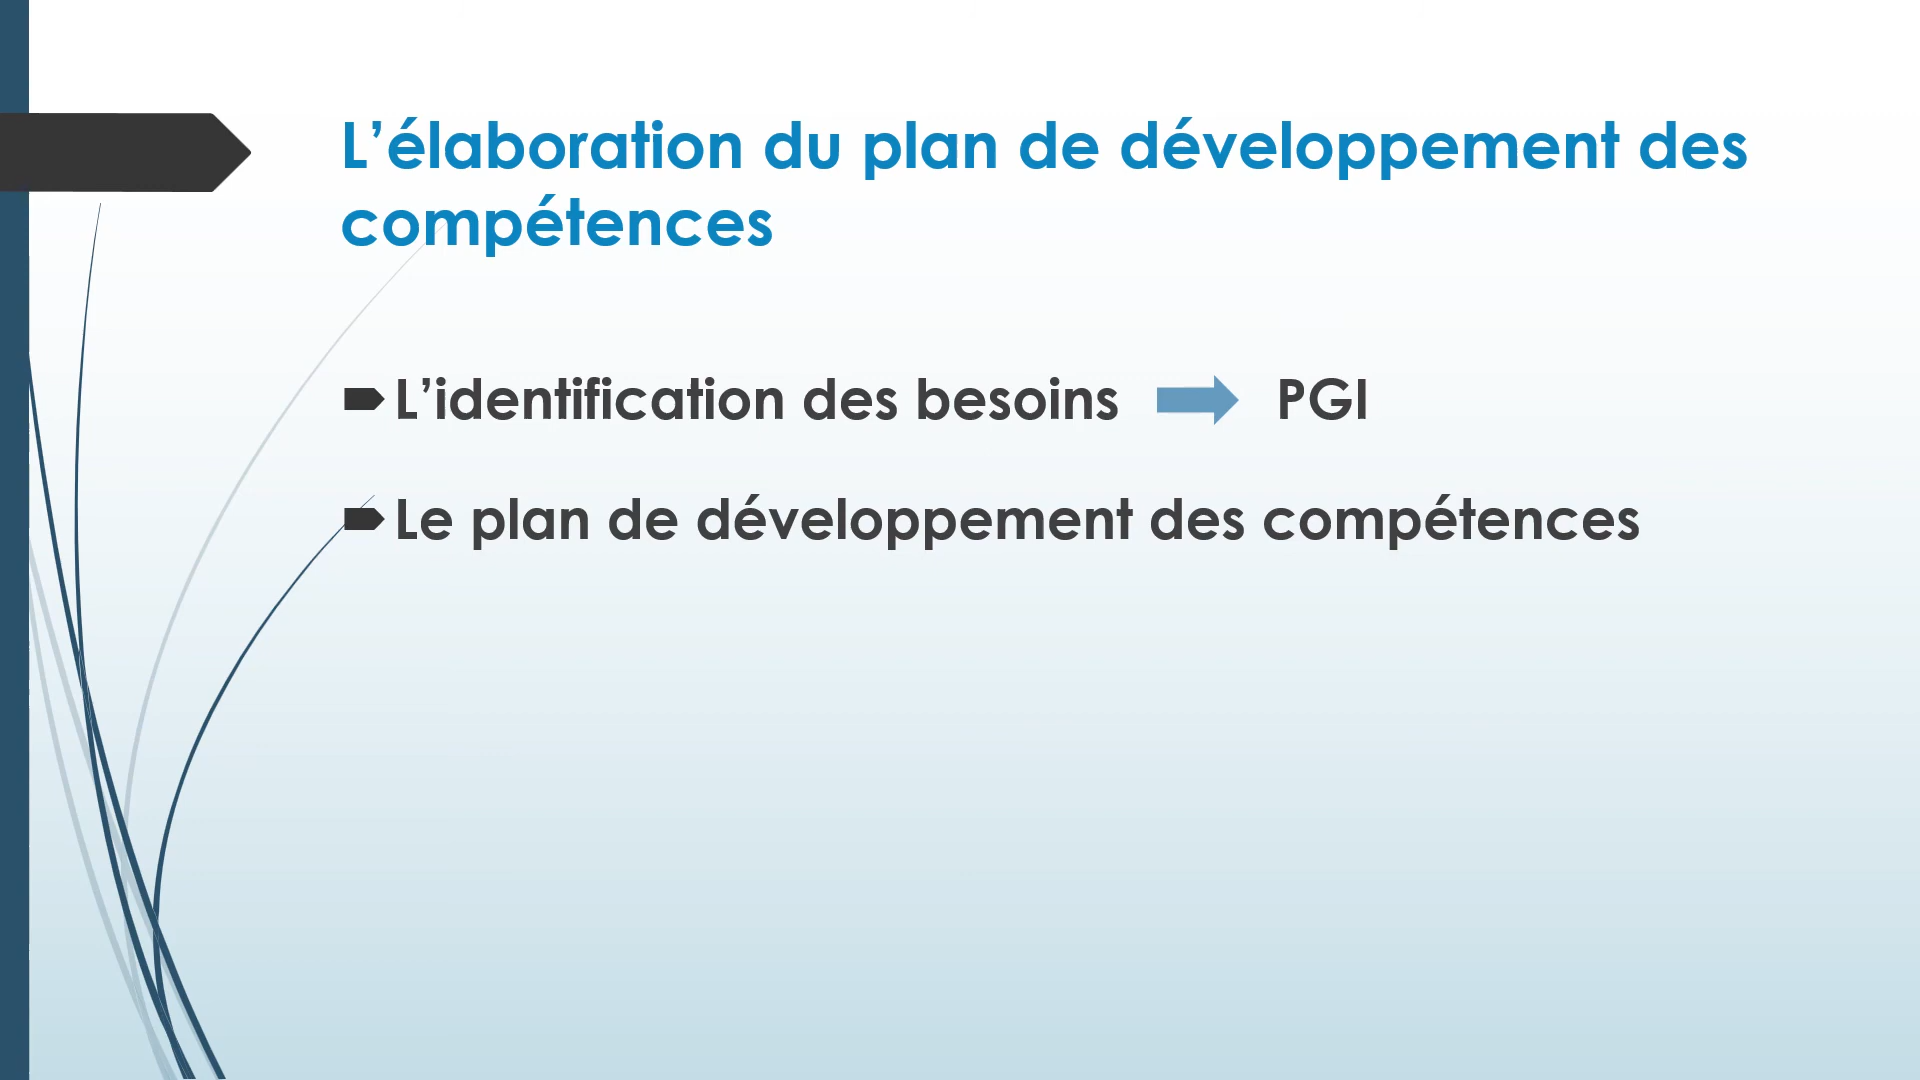 L’élaboration du plan de développement des
compétences
L’identification des besoins PGI
Le plan de développement des compétences